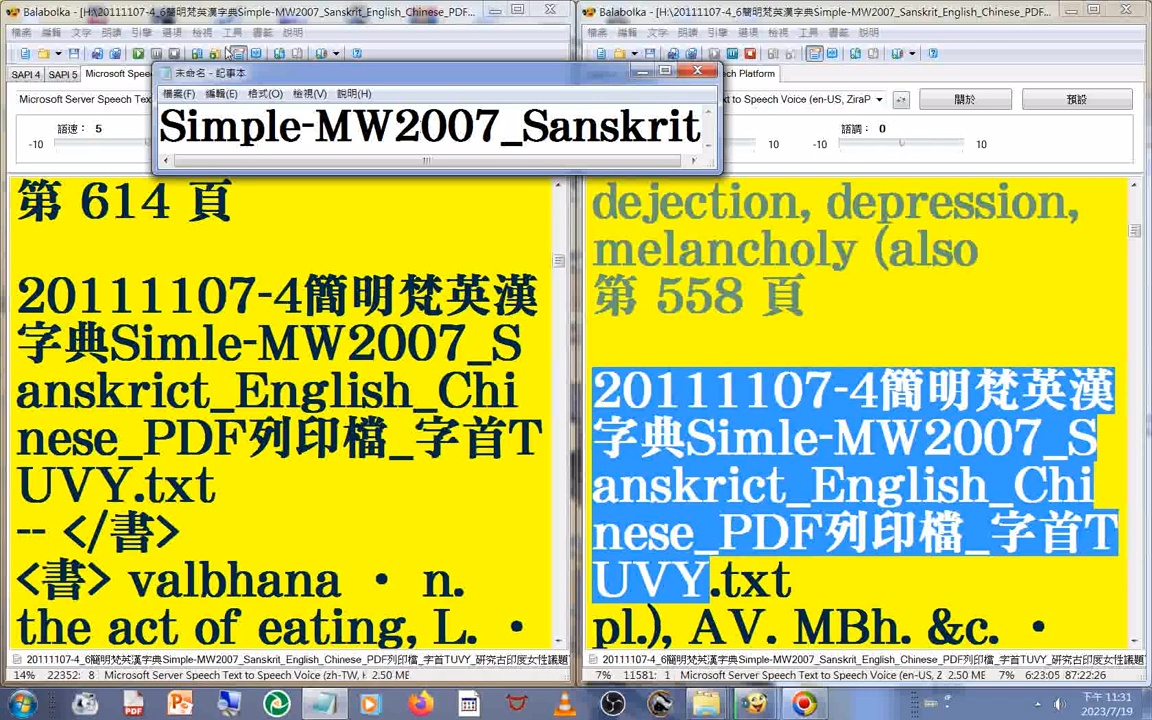 Balabolka - [H:\20111107-4_6簡明梵英漢字典Simple-MW2007_Sanskrit_English_Chinese_PDF...
檔案 編輯 文字 朗讀 引擎 選項 檢視 工具 書籤 說明
SAPI 4 SAPI 5 Microsoft Speech
Microsoft Server Speech Text
語速： 5
-10
未命名 - 記事本
檔案(F) 編輯(E) 格式(O) 檢視(V) 說明(H)
Simple-MW2007_Sanskrit
第 614 頁
20111107-4簡明梵英漢
字典Simle-MW2007_S
anskrict_English_Chi
nese_PDF列印檔_字首T
UVY.txt
-- </書>
<書> valbhana • n.
the act of eating, L. •
20111107-4_6簡明梵英漢字典Simple-MW2007_Sanskrit_English_Chinese_PDF列印檔_字首TUVY_研究古印度女性議題
14% 22352: 8 Microsoft Server Speech Text to Speech Voice (zh-TW, H 2.50 ME
Balabolka - [H:\20111107-4_6簡明梵英漢字典Simple-MW2007_Sanskrit_English_Chinese_PDF...
檔案 編輯 文字 朗讀 引擎 選項 檢視 工具 書籤 說明
ch Platform
xt to Speech Voice (en-US, ZiraP
關於
預設
語調： 0
10 -10 10
dejection, depression,
melancholy (also
第 558 頁
20111107-4簡明梵英漢
字典Simle-MW2007_S
anskrict_English_Chi
nese_PDF列印檔_字首T
UVY.txt
pl.), AV. MBh. &c. •
20111107-4_6簡明梵英漢字典Simple-MW2007_Sanskrit_English_Chinese_PDF列印檔_字首TUVY_研究古印度女性議題
7% 11581: 1 Microsoft Server Speech Text to Speech Voice (en-US, Z 2.50 ME 7% 6:23:05 87:22:26
下午 11:31
2023/7/19